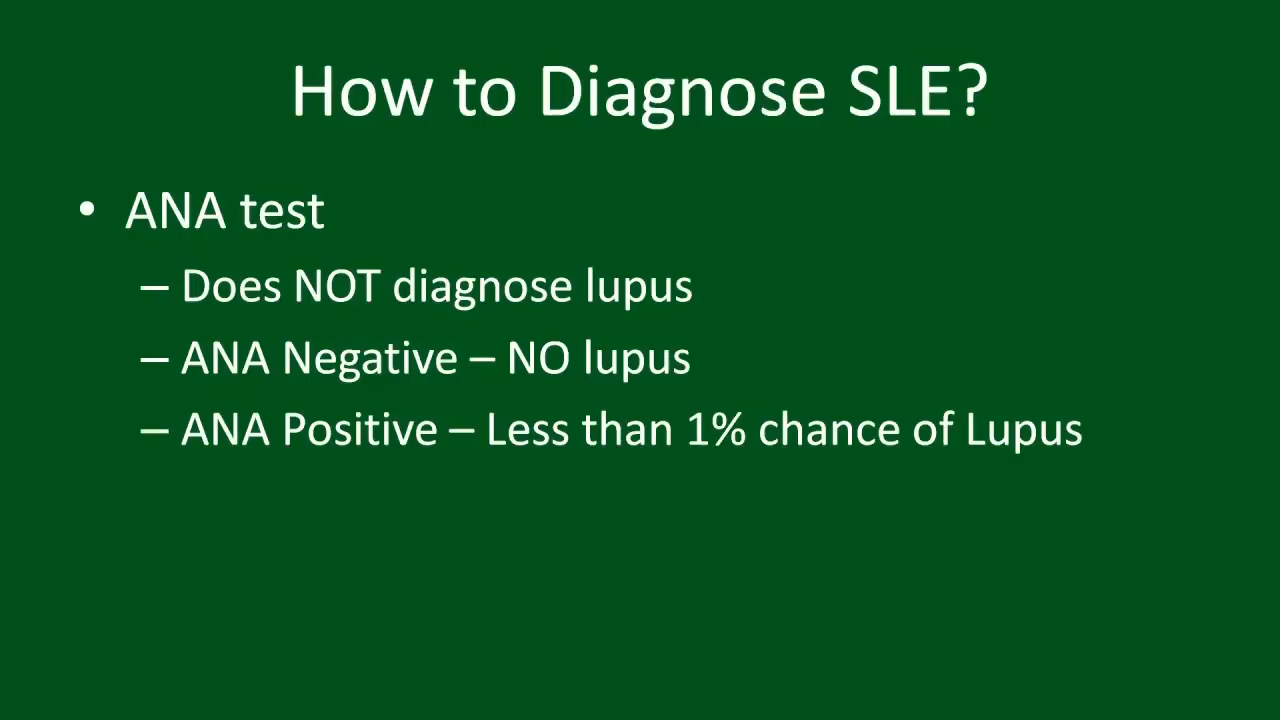 How to Diagnose SLE?
• ANA test
– Does NOT diagnose lupus
– ANA Negative – NO lupus
– ANA Positive – Less than 1% chance of Lupus